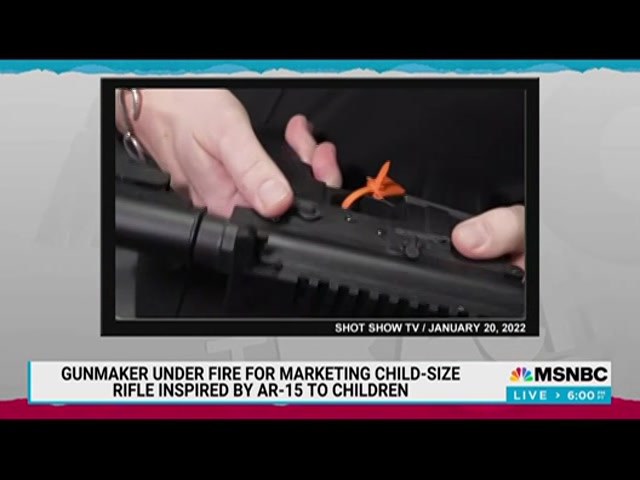 SHOT SHOW TV / JANUARY 20, 2022
GUNMAKER UNDER FIRE FOR MARKETING CHILD-SIZE
RIFLE INSPIRED BY AR-15 TO CHILDREN
MSNBC
LIVE > 6:00